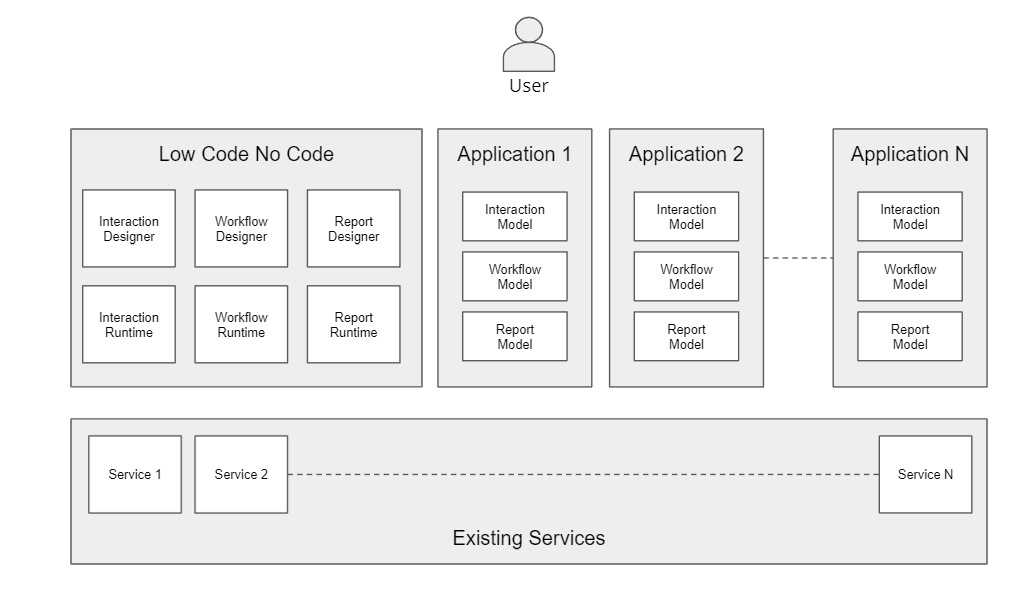 User
Low Code No Code
Interaction
Designer
Workflow
Designer
Report
Designer
Interaction
Runtime
Workflow
Runtime
Report
Runtime
Application 1
Interaction
Model
Workflow
Model
Report
Model
Application 2
Interaction
Model
Workflow
Model
Report
Model
Application N
Interaction
Model
Workflow
Model
Report
Model
Service 1
Service 2
Service N
Existing Services